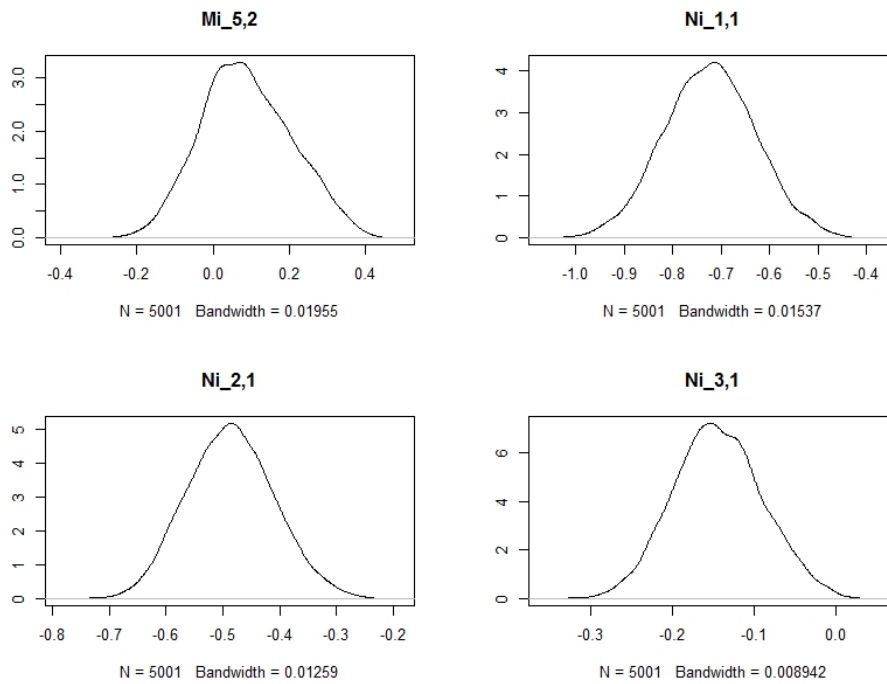 Mi_5,2
3.0
2.0
1.0
0.0
-0.4 -0.2 0.0 0.2 0.4
N = 5001 Bandwidth = 0.01955
Ni_1,1
4
3
2
1
0
-1.0 -0.9 -0.8 -0.7 -0.6 -0.5 -0.4
N = 5001 Bandwidth = 0.01537
Ni_2,1
5
4
3
2
1
0
-0.8 -0.7 -0.6 -0.5 -0.4 -0.3 -0.2
N = 5001 Bandwidth = 0.01259
Ni_3,1
6
4
2
0
-0.3 -0.2 -0.1 0.0
N = 5001 Bandwidth = 0.008942